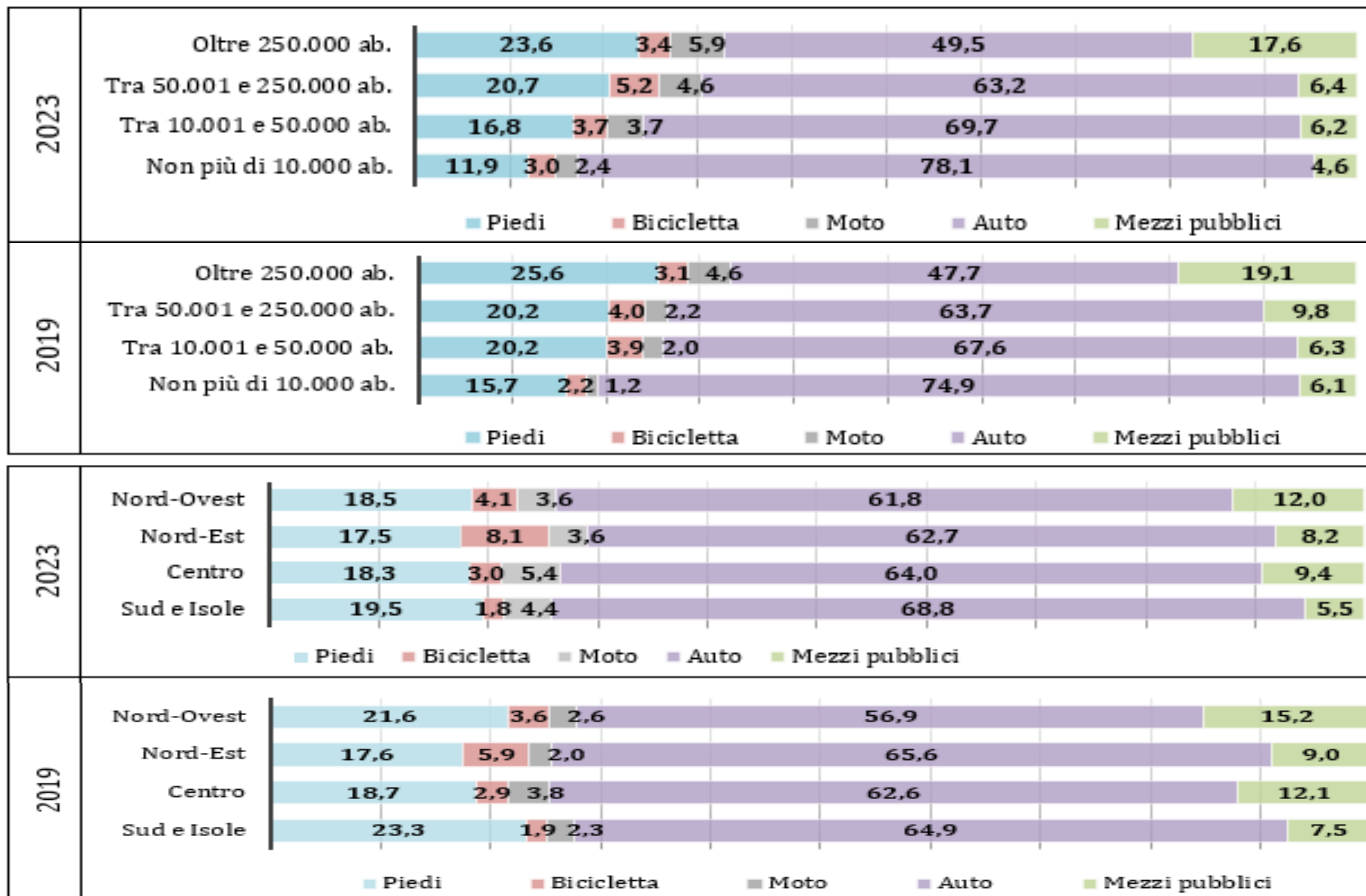 2023
Oltre 250.000 ab. 23,6 3,4 5,9 49,5 17,6
Tra 50.001 e 250.000 ab. 20,7 5,2 4,6 63,2 6,4
Tra 10.001 e 50.000 ab. 16,8 3,7 3,7 69,7 6,2
Non più di 10.000 ab. 11,9 3,0 2,4 78,1 4,6
Piedi Bicicletta Moto Auto Mezzi pubblici
2019
Oltre 250.000 ab. 25,6 3,1 4,6 47,7 19,1
Tra 50.001 e 250.000 ab. 20,2 4,0 2,2 63,7 9,8
Tra 10.001 e 50.000 ab. 20,2 3,9 2,0 67,6 6,3
Non più di 10.000 ab. 15,7 2,2 1,2 74,9 6,1
Piedi Bicicletta Moto Auto Mezzi pubblici
2023
Nord-Ovest 18,5 4,1 3,6 61,8 12,0
Nord-Est 17,5 8,1 3,6 62,7 8,2
Centro 18,3 3,0 5,4 64,0 9,4
Sud e Isole 19,5 1,8 4,4 68,8 5,5
Piedi Bicicletta Moto Auto Mezzi pubblici
2019
Nord-Ovest 21,6 3,6 2,6 56,9 15,2
Nord-Est 17,6 5,9 2,0 65,6 9,0
Centro 18,7 2,9 3,8 62,6 12,1
Sud e Isole 23,3 1,9 2,3 64,9 7,5
Piedi Bicicletta Moto Auto Mezzi pubblici